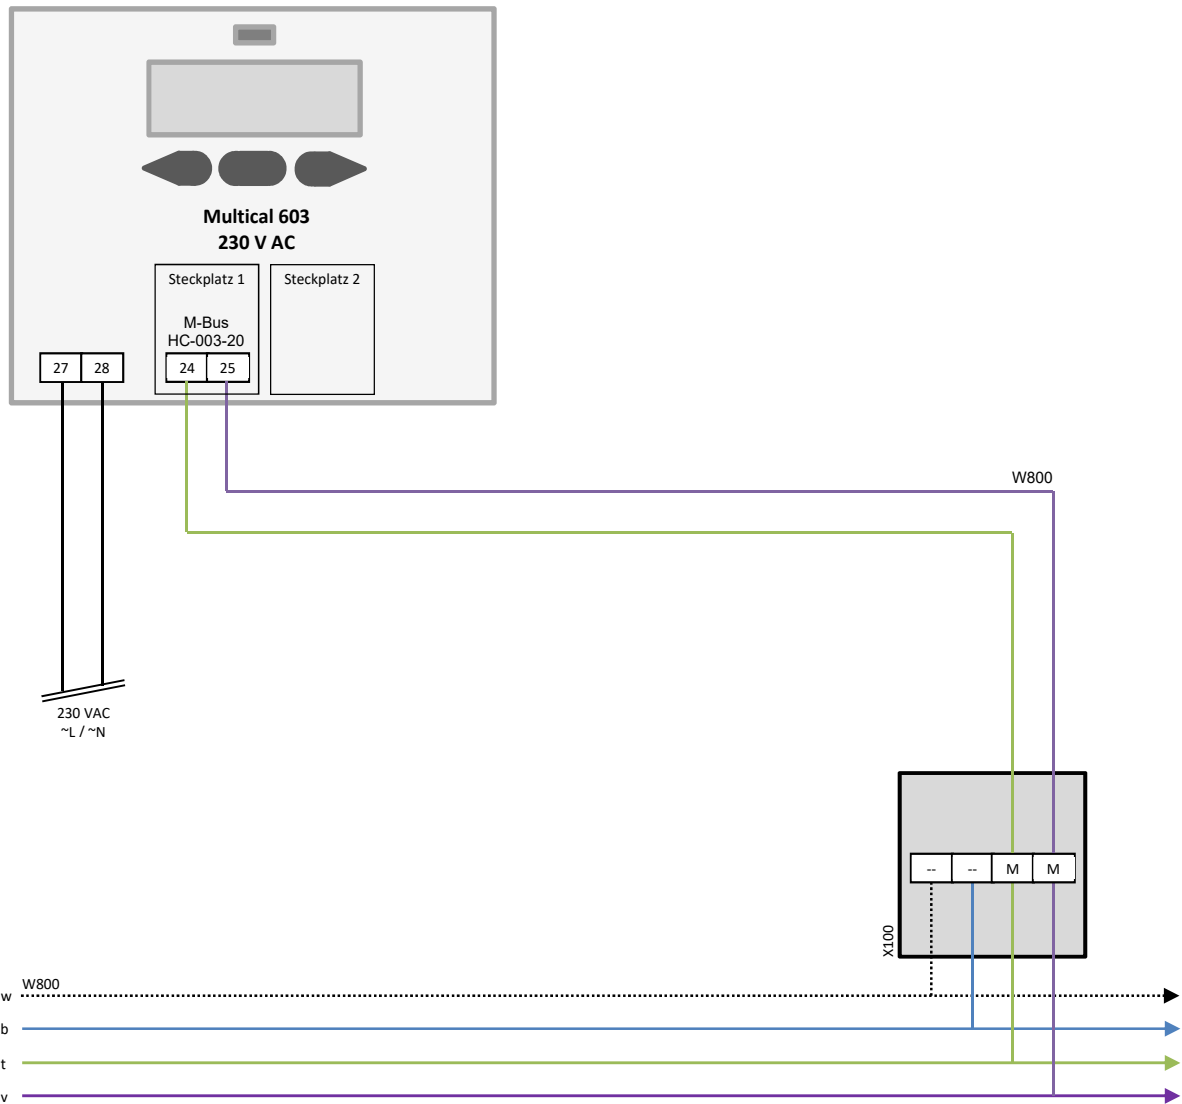 Multical 603
230 V AC
Steckplatz 1
Steckplatz 2
M-Bus
HC-003-20
27
28
24
25
W800
230 VAC
~L / ~N
--
--
M
M
X100
W800
w
b
t
v